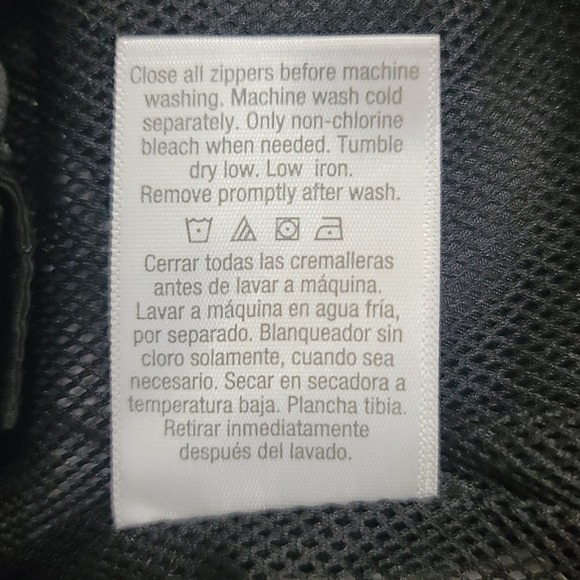 Close all zippers before machine
washing. Machine wash cold
separately. Only non-chlorine
bleach when needed. Tumble
dry low. Low iron.
Remove promptly after wash.
Cerrar todas las cremalleras
antes de lavar a máquina.
Lavar a máquina en agua fría,
por separado. Blanqueador sin
cloro solamente, cuando sea
necesario. Secar en secadora a
temperatura baja. Plancha tibia.
Retirar inmediatamente
después del lavado.